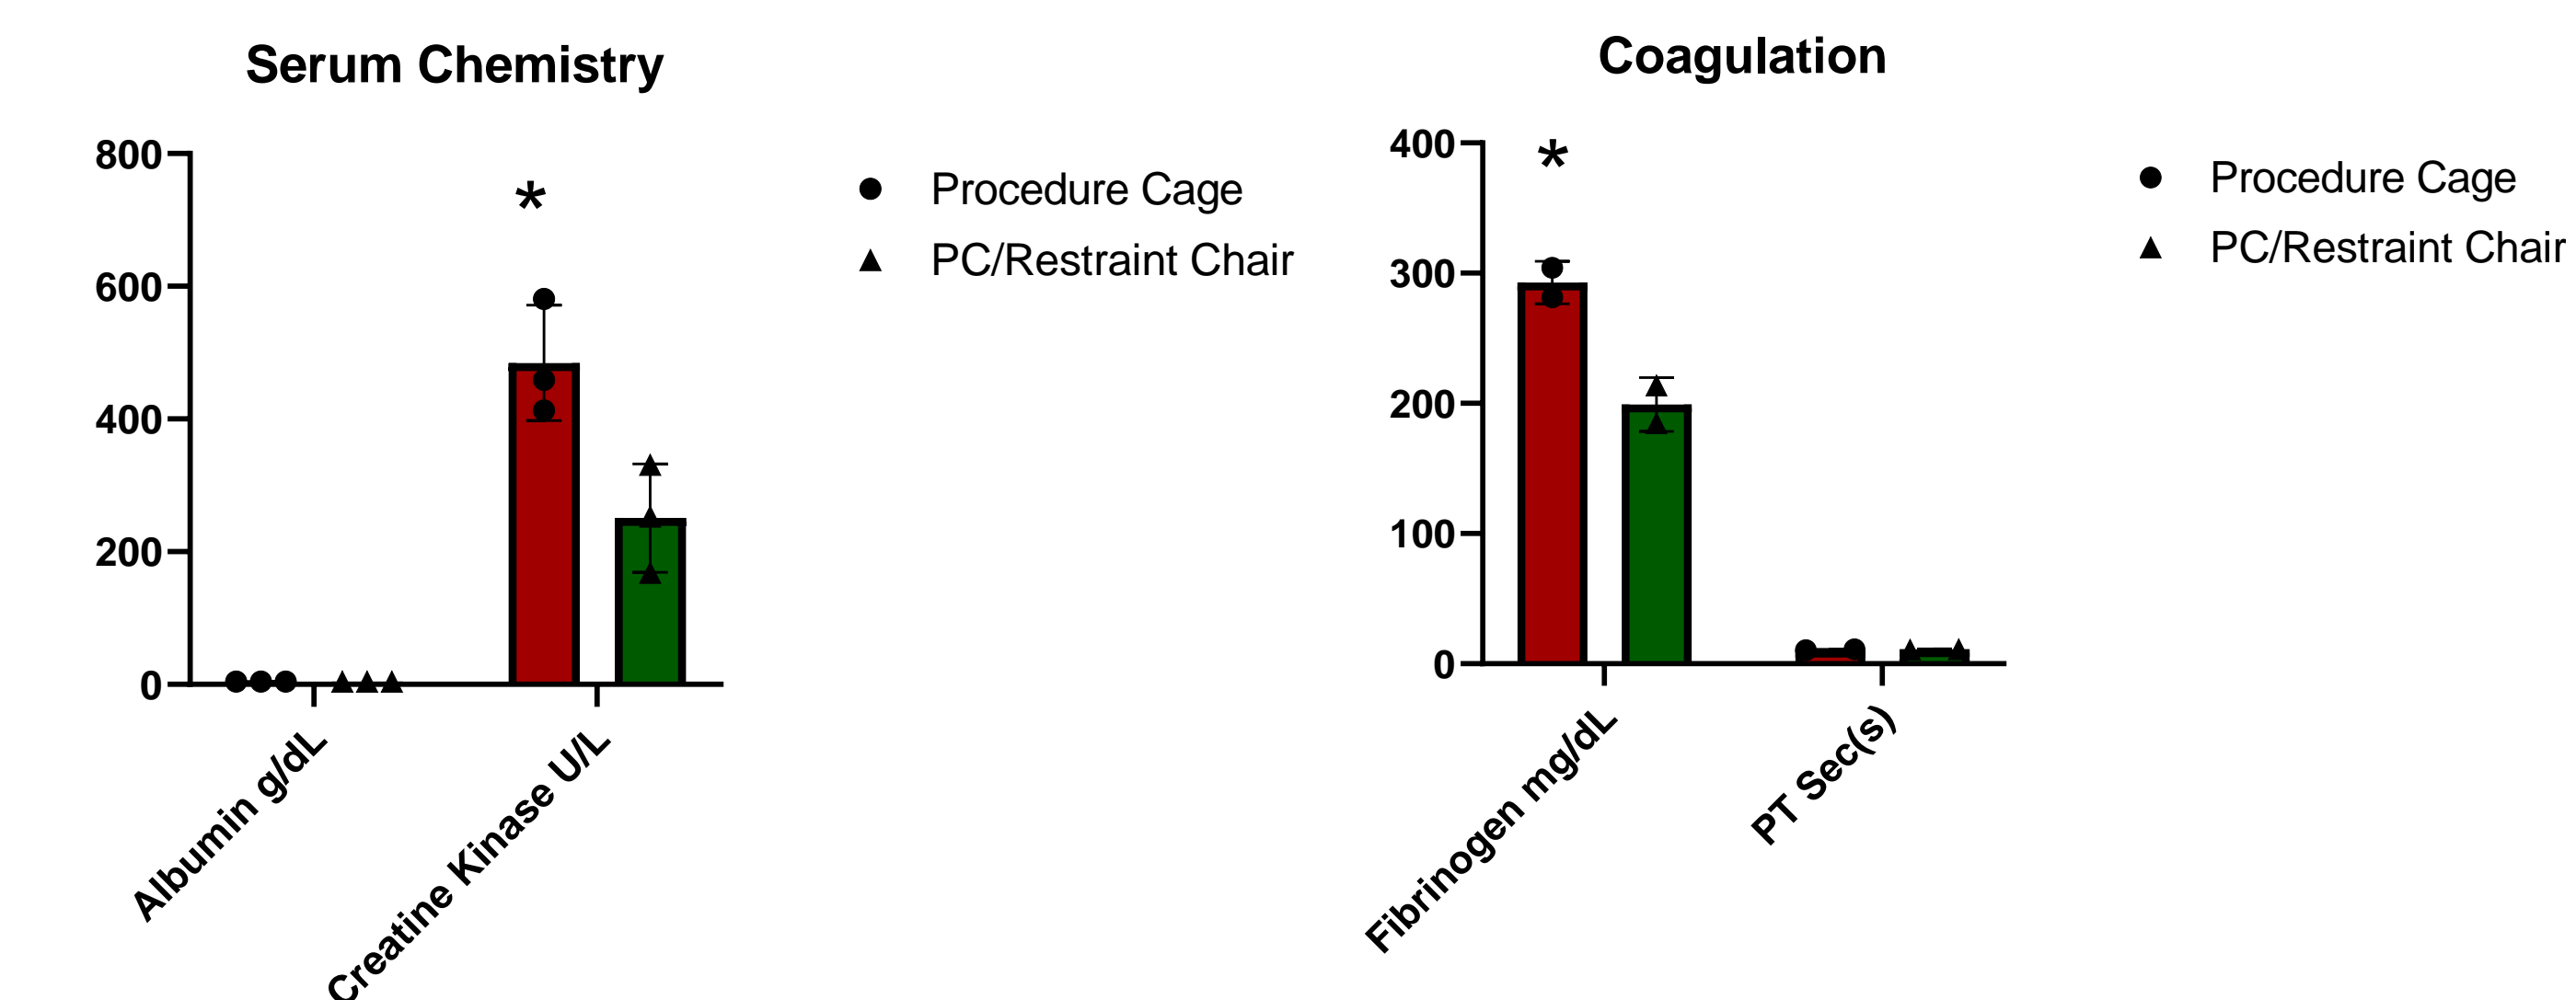 Serum Chemistry
800
600
400
200
0
*
Procedure Cage
PC/Restraint Chair
Albumin g/dL
Creatine Kinase U/L
Coagulation
400
300
200
100
0
*
Procedure Cage
PC/Restraint Chair
Fibrinogen mg/dL
PT Sec(s)